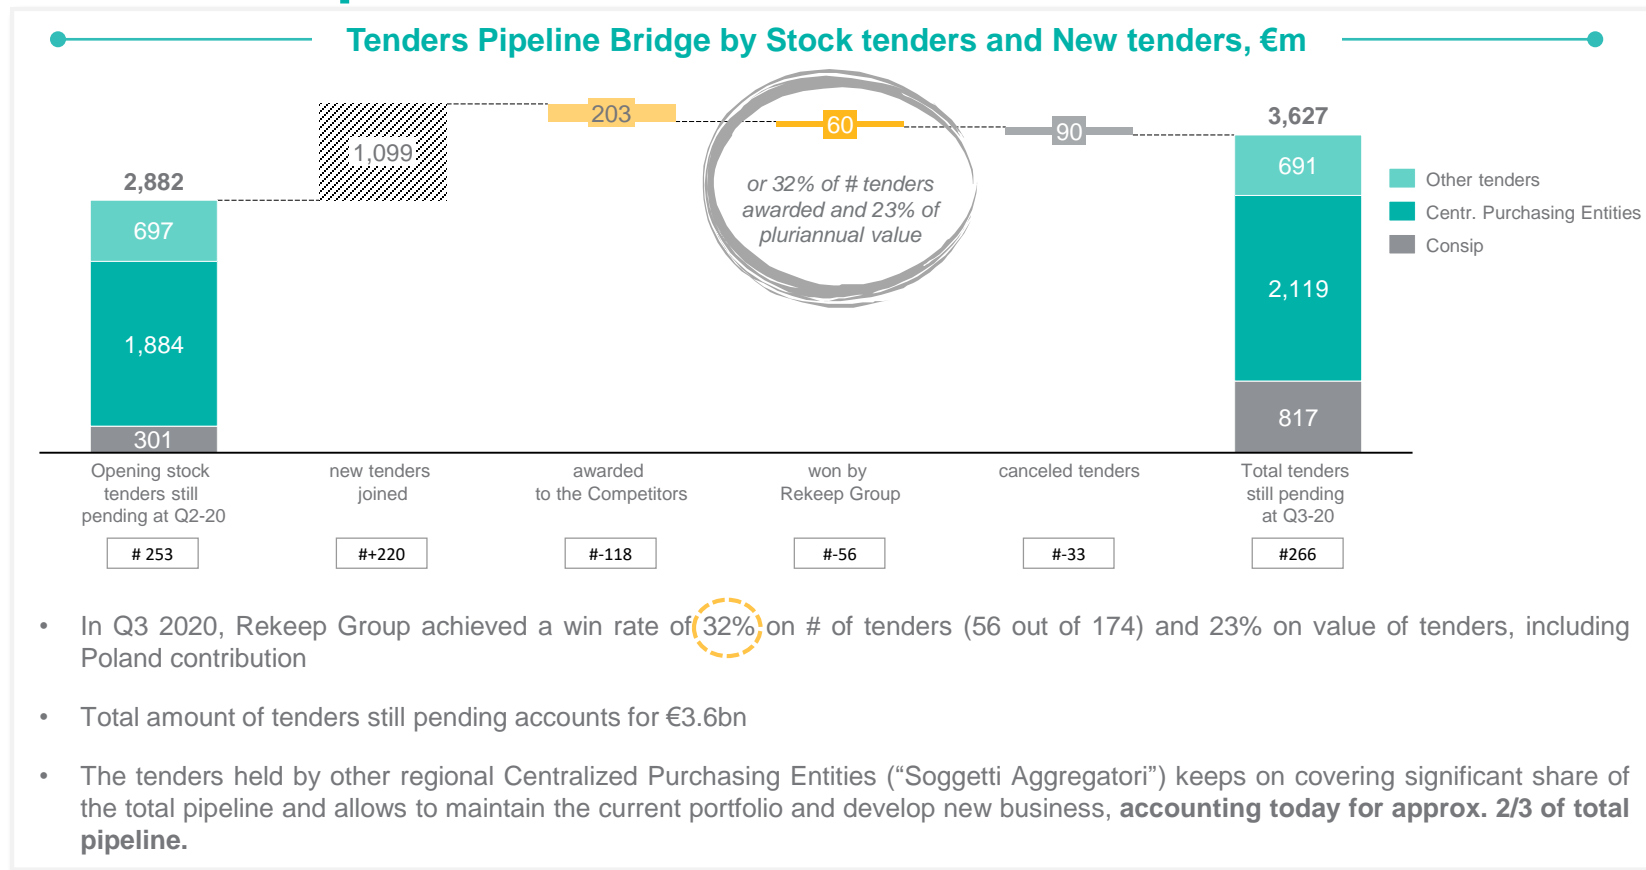 Tenders Pipeline Bridge by Stock tenders and New tenders, €m
2,882
697
1,884
301
1,099
203
60
or 32% of # tenders
awarded and 23% of
pluriannual value
90
3,627
691
2,119
817
Other tenders
Centr. Purchasing Entities
Consip
Opening stock
tenders still
pending at Q2-20
new tenders
joined
awarded
to the Competitors
won by
Rekeep Group
canceled tenders
Total tenders
still pending
at Q3-20
# 253
#+220
#-118
#-56
#-33
#266
• In Q3 2020, Rekeep Group achieved a win rate of 32% on # of tenders (56 out of 174) and 23% on value of tenders, including
Poland contribution
• Total amount of tenders still pending accounts for €3.6bn
• The tenders held by other regional Centralized Purchasing Entities (“Soggetti Aggregatori”) keeps on covering significant share of
the total pipeline and allows to maintain the current portfolio and develop new business, accounting today for approx. 2/3 of total
pipeline.